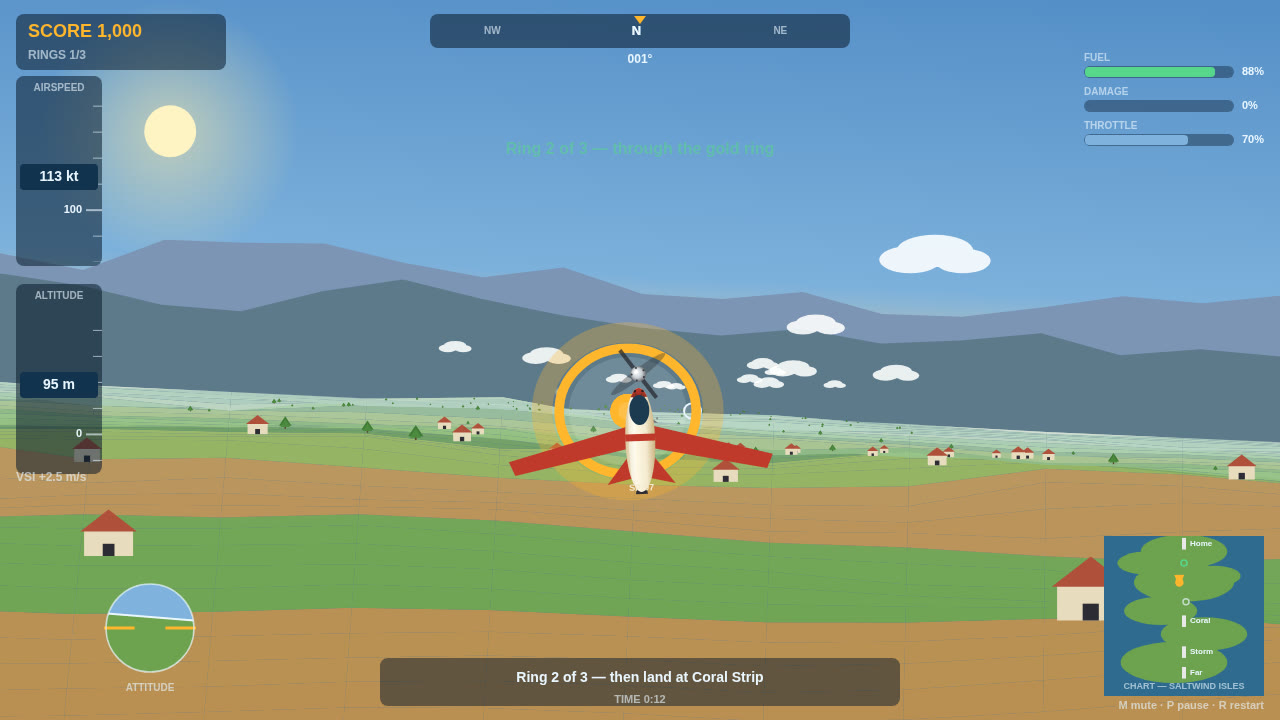 SCORE 1,000
RINGS 1/3
NW
N
NE
001°
FUEL
88%
DAMAGE
0%
THROTTLE
70%
AIRSPEED
113 kt
100
Ring 2 of 3 — through the gold ring
ALTITUDE
95 m
0
VSI +2.5 m/s
ATTITUDE
Ring 2 of 3 — then land at Coral Strip
TIME 0:12
Home
Coral
Storm
Far
CHART — SALTWIND ISLES
M mute · P pause · R restart